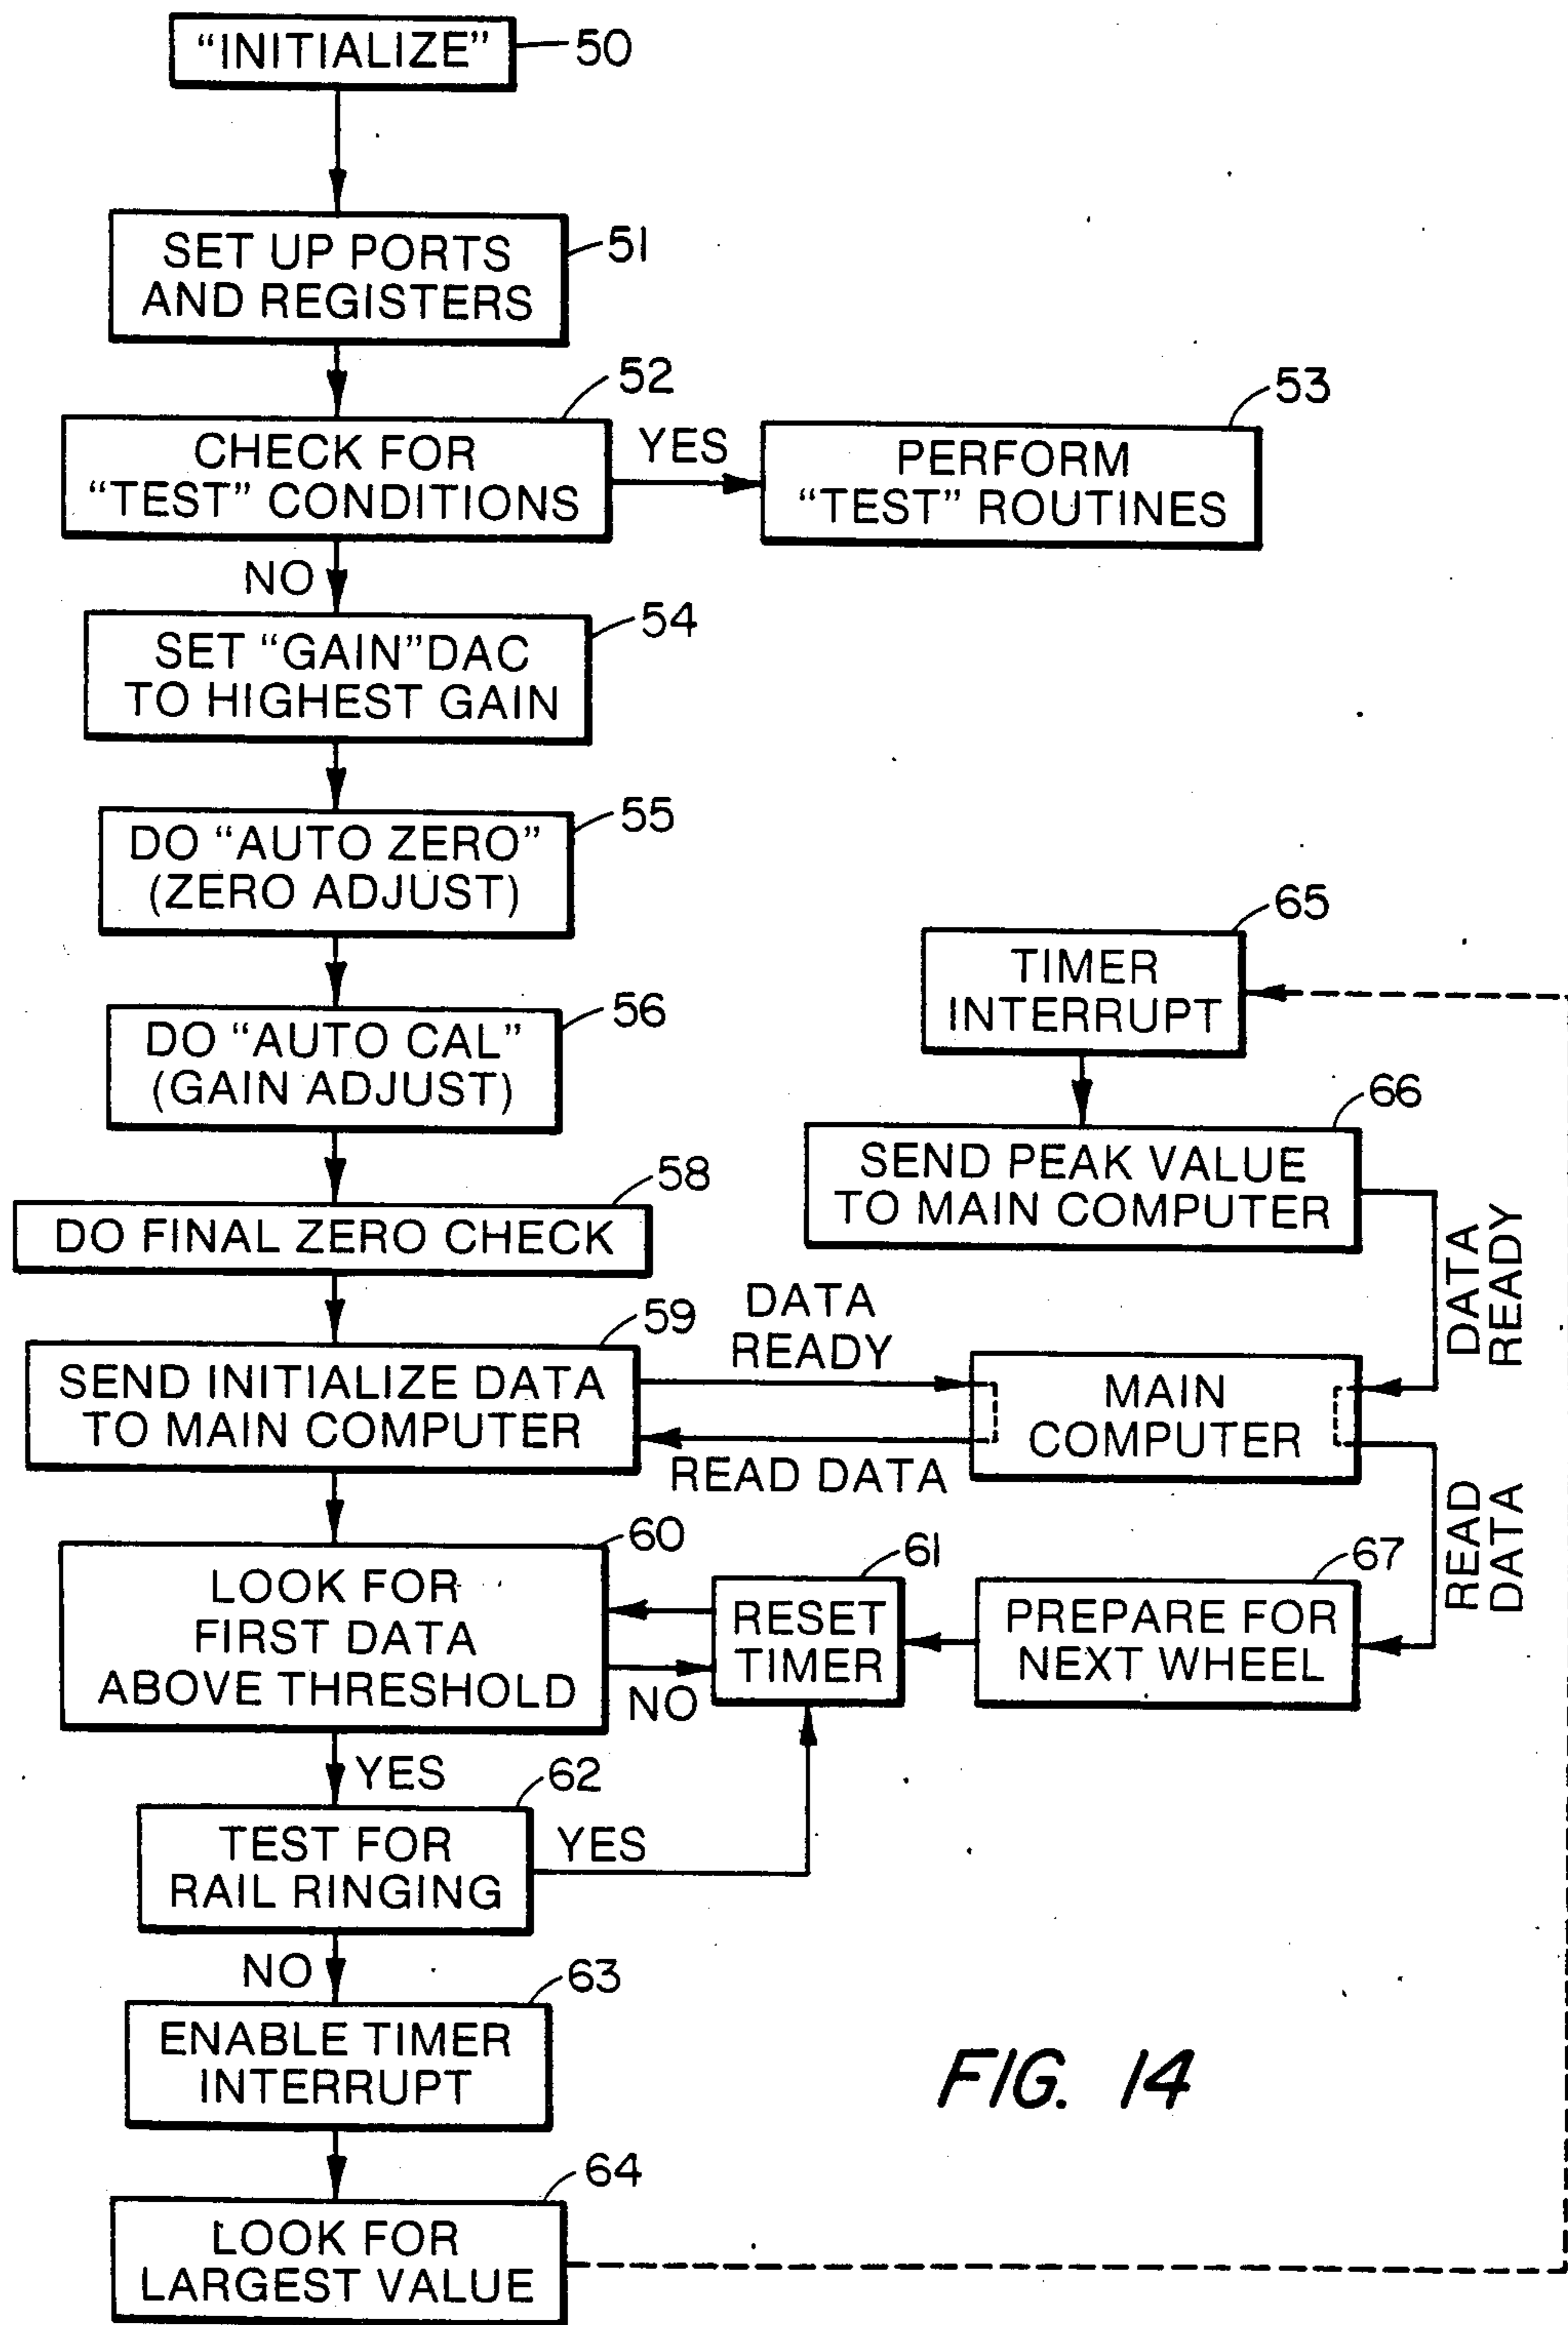 "INITIALIZE"
50
SET UP PORTS
AND REGISTERS
51
CHECK FOR
"TEST" CONDITIONS
52
YES
PERFORM
"TEST" ROUTINES
53
NO
SET "GAIN" DAC
TO HIGHEST GAIN
54
DO "AUTO ZERO"
(ZERO ADJUST)
55
DO "AUTO CAL"
(GAIN ADJUST)
56
DO FINAL ZERO CHECK
58
SEND INITIALIZE DATA
TO MAIN COMPUTER
59
DATA
READY
READ DATA
MAIN
COMPUTER
TIMER
INTERRUPT
65
SEND PEAK VALUE
TO MAIN COMPUTER
66
DATA
READY
READ
DATA
PREPARE FOR
NEXT WHEEL
67
RESET
TIMER
61
LOOK FOR
FIRST DATA
ABOVE THRESHOLD
60
NO
YES
TEST FOR
RAIL RINGING
62
YES
NO
ENABLE TIMER
INTERRUPT
63
LOOK FOR
LARGEST VALUE
64
FIG. 14